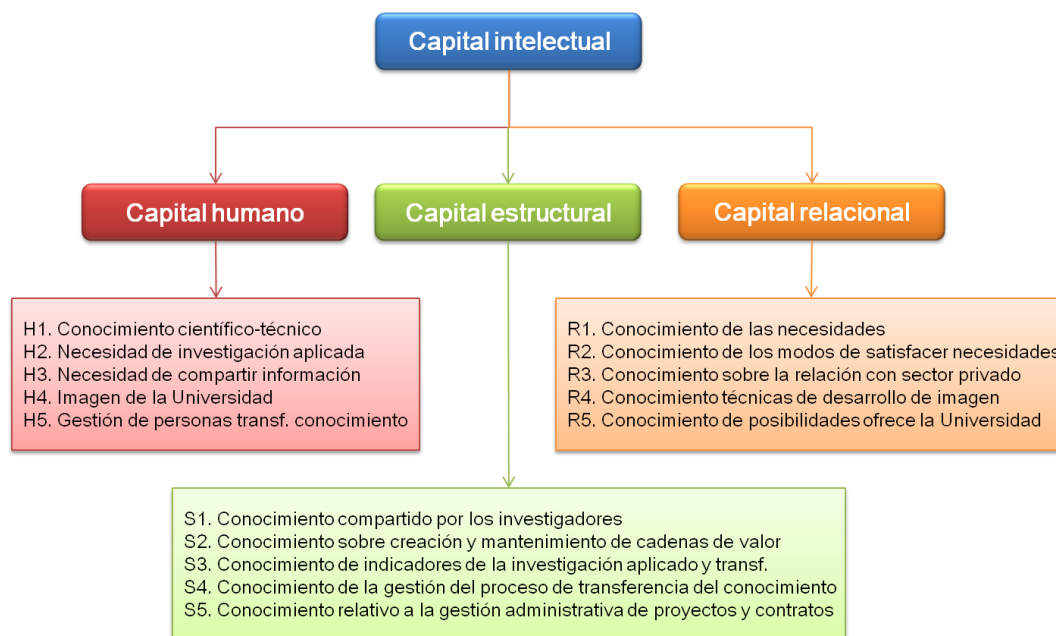 Capital intelectual
Capital humano
Capital estructural
Capital relacional
H1. Conocimiento científico-técnico
H2. Necesidad de investigación aplicada
H3. Necesidad de compartir información
H4. Imagen de la Universidad
H5. Gestión de personas transf. conocimiento
R1. Conocimiento de las necesidades
R2. Conocimiento de los modos de satisfacer necesidades
R3. Conocimiento sobre la relación con sector privado
R4. Conocimiento técnicas de desarrollo de imagen
R5. Conocimiento de posibilidades ofrece la Universidad
S1. Conocimiento compartido por los investigadores
S2. Conocimiento sobre creación y mantenimiento de cadenas de valor
S3. Conocimiento de indicadores de la investigación aplicado y transf.
S4. Conocimiento de la gestión del proceso de transferencia del conocimiento
S5. Conocimiento relativo a la gestión administrativa de proyectos y contratos